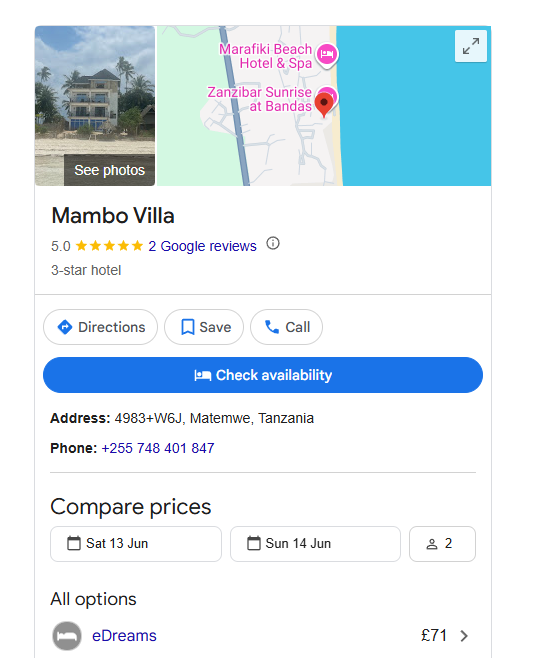 Marafiki Beach
Hotel & Spa
Zanzibar Sunrise
at Bandas
See photos
Mambo Villa
5.0 ★★★★★ 2 Google reviews
3-star hotel
Directions Save Call
Check availability
Address: 4983+W6J, Matemwe, Tanzania
Phone: +255 748 401 847
Compare prices
Sat 13 Jun Sun 14 Jun 2
All options
eDreams £71